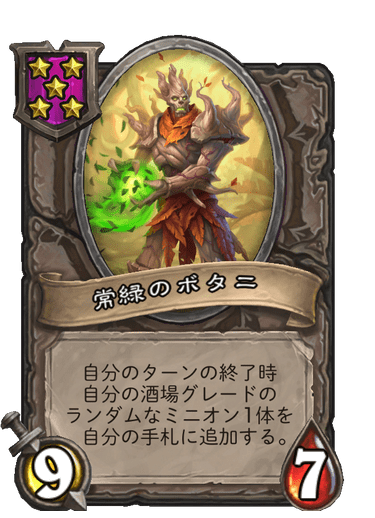 常緑のボタニ
自分のターンの終了時
自分の酒場グレードの
ランダムなミニオン1体を
自分の手札に追加する。
9
7